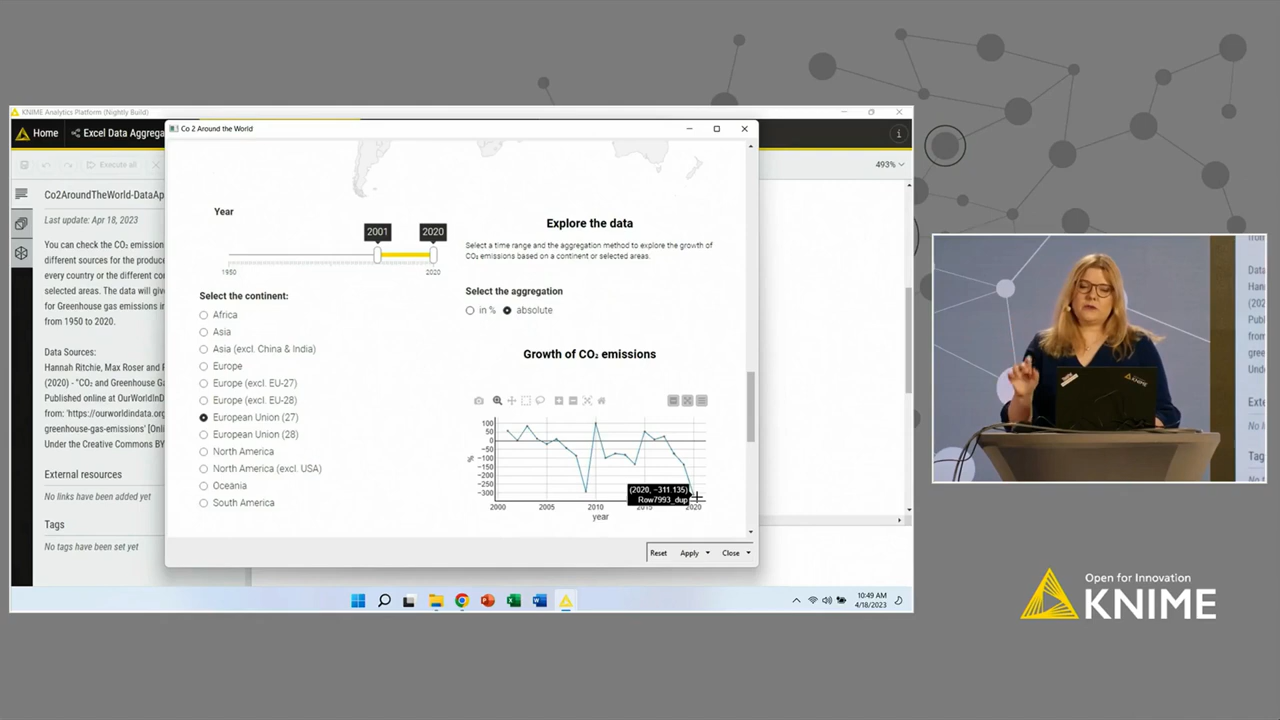 KNIME Analytics Platform (Nightly Build)
Home
Excel Data Aggrega
Co 2 Around the World
Execute all
493%
Co2AroundTheWorld-DataAp
Last update: Apr 18, 2023
You can check the CO₂ emission
different sources for the produce
every country or the different co
selected areas. The data will give
for Greenhouse gas emissions in
from 1950 to 2020.
Data Sources:
Hannah Ritchie, Max Roser and P
(2020) - "CO₂ and Greenhouse Ga
Published online at OurWorldInD
from: 'https://ourworldindata.org
greenhouse-gas-emissions' [Onli
Under the Creative Commons BY
External resources
No links have been added yet
Tags
No tags have been set yet
Year
2001
2020
1950
2020
Select the continent:
Africa
Asia
Asia (excl. China & India)
Europe
Europe (excl. EU-27)
Europe (excl. EU-28)
European Union (27)
European Union (28)
North America
North America (excl. USA)
Oceania
South America
Explore the data
Select a time range and the aggregation method to explore the growth of
CO₂ emissions based on a continent or selected areas.
Select the aggregation
in %
absolute
Growth of CO₂ emissions
100
50
0
−50
−100
−150
−200
−250
−300
%
(2020, −311.135)
Row7993_dup
2000
2005
2010
2015
2020
year
Reset
Apply
Close
10:49 AM
4/18/2023
KNIME
Open for Innovation
KNIME